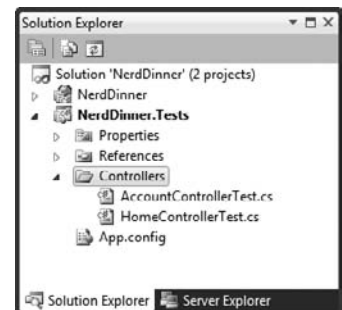 Solution Explorer
Solution 'NerdDinner' (2 projects)
NerdDinner
NerdDinner.Tests
Properties
References
Controllers
AccountControllerTest.cs
HomeControllerTest.cs
App.config
Solution Explorer Server Explorer